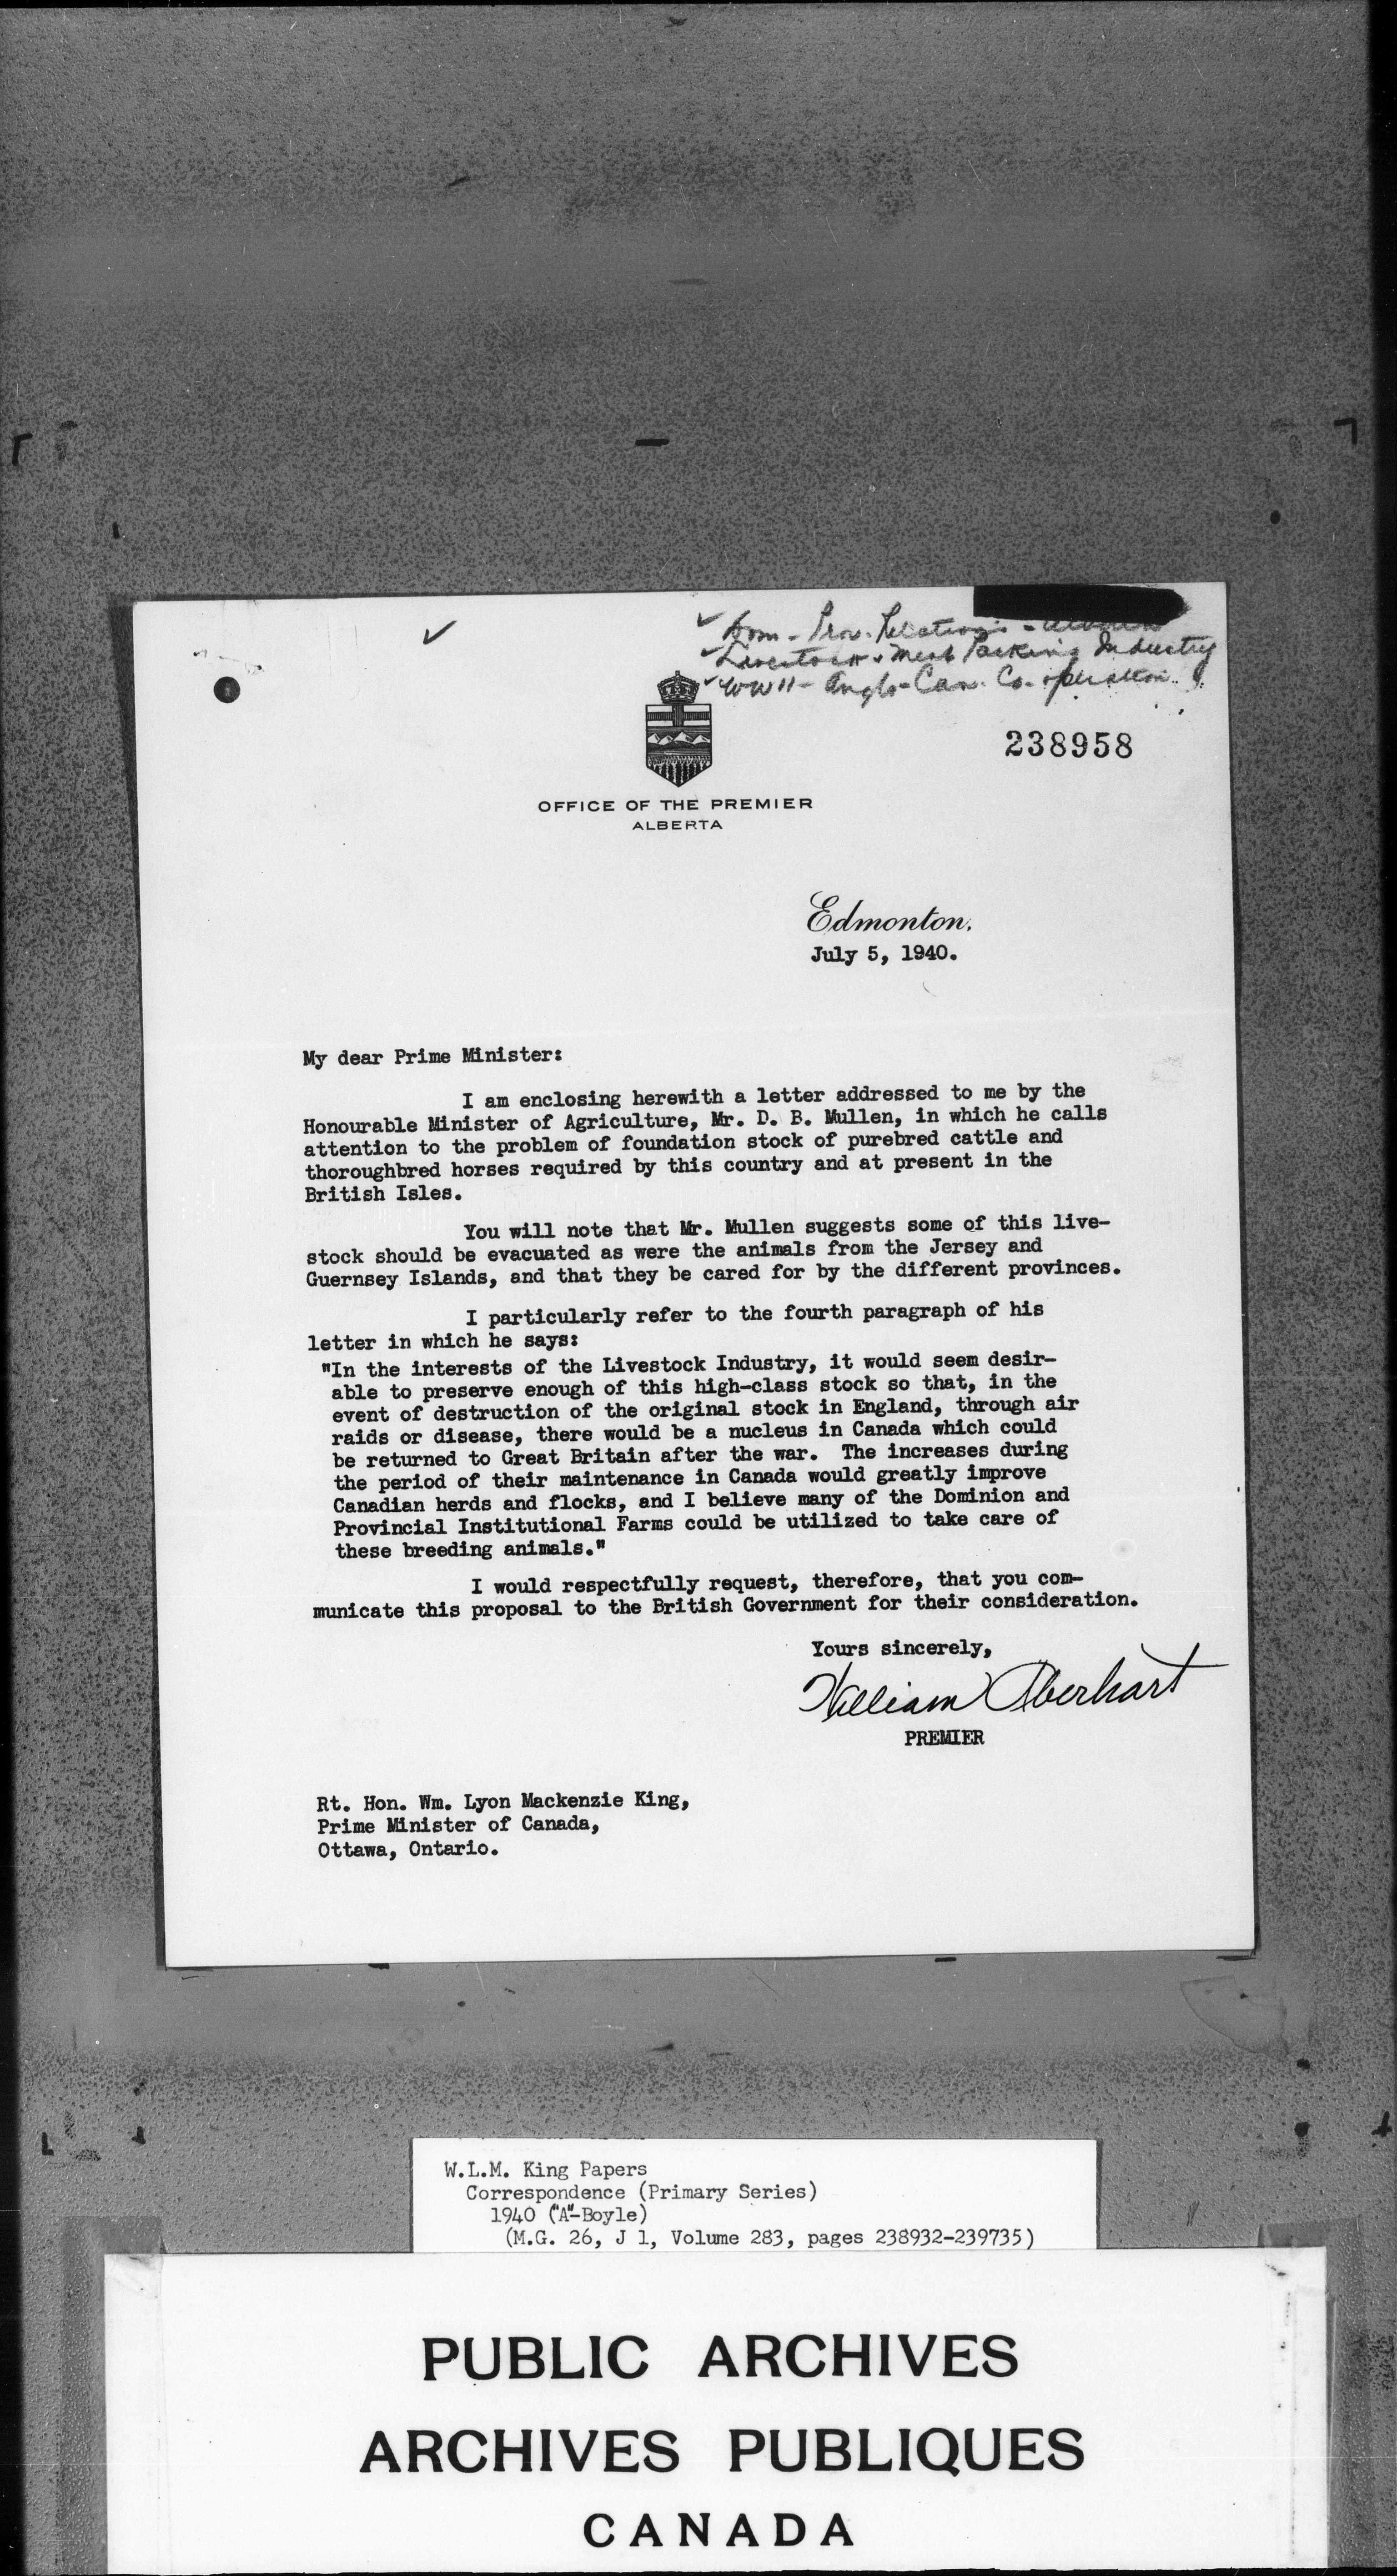 Dom - Prov. Relations - Alberta
Livestock & Meat Packing Industry
WWII - Anglo-Can. Co-operation
238958
OFFICE OF THE PREMIER
ALBERTA
Edmonton,
July 5, 1940.
My dear Prime Minister:
I am enclosing herewith a letter addressed to me by the
Honourable Minister of Agriculture, Mr. D. B. Mullen, in which he calls
attention to the problem of foundation stock of purebred cattle and
thoroughbred horses required by this country and at present in the
British Isles.
You will note that Mr. Mullen suggests some of this live-
stock should be evacuated as were the animals from the Jersey and
Guernsey Islands, and that they be cared for by the different provinces.
I particularly refer to the fourth paragraph of his
letter in which he says:
"In the interests of the Livestock Industry, it would seem desir-
able to preserve enough of this high-class stock so that, in the
event of destruction of the original stock in England, through air
raids or disease, there would be a nucleus in Canada which could
be returned to Great Britain after the war. The increases during
the period of their maintenance in Canada would greatly improve
Canadian herds and flocks, and I believe many of the Dominion and
Provincial Institutional Farms could be utilized to take care of
these breeding animals."
I would respectfully request, therefore, that you com-
municate this proposal to the British Government for their consideration.
Yours sincerely,
William Aberhart
PREMIER
Rt. Hon. Wm. Lyon Mackenzie King,
Prime Minister of Canada,
Ottawa, Ontario.
W.L.M. King Papers
Correspondence (Primary Series)
1940 ("A"-Boyle)
(M.G. 26, J 1, Volume 283, pages 238932-239735)
PUBLIC ARCHIVES
ARCHIVES PUBLIQUES
CANADA